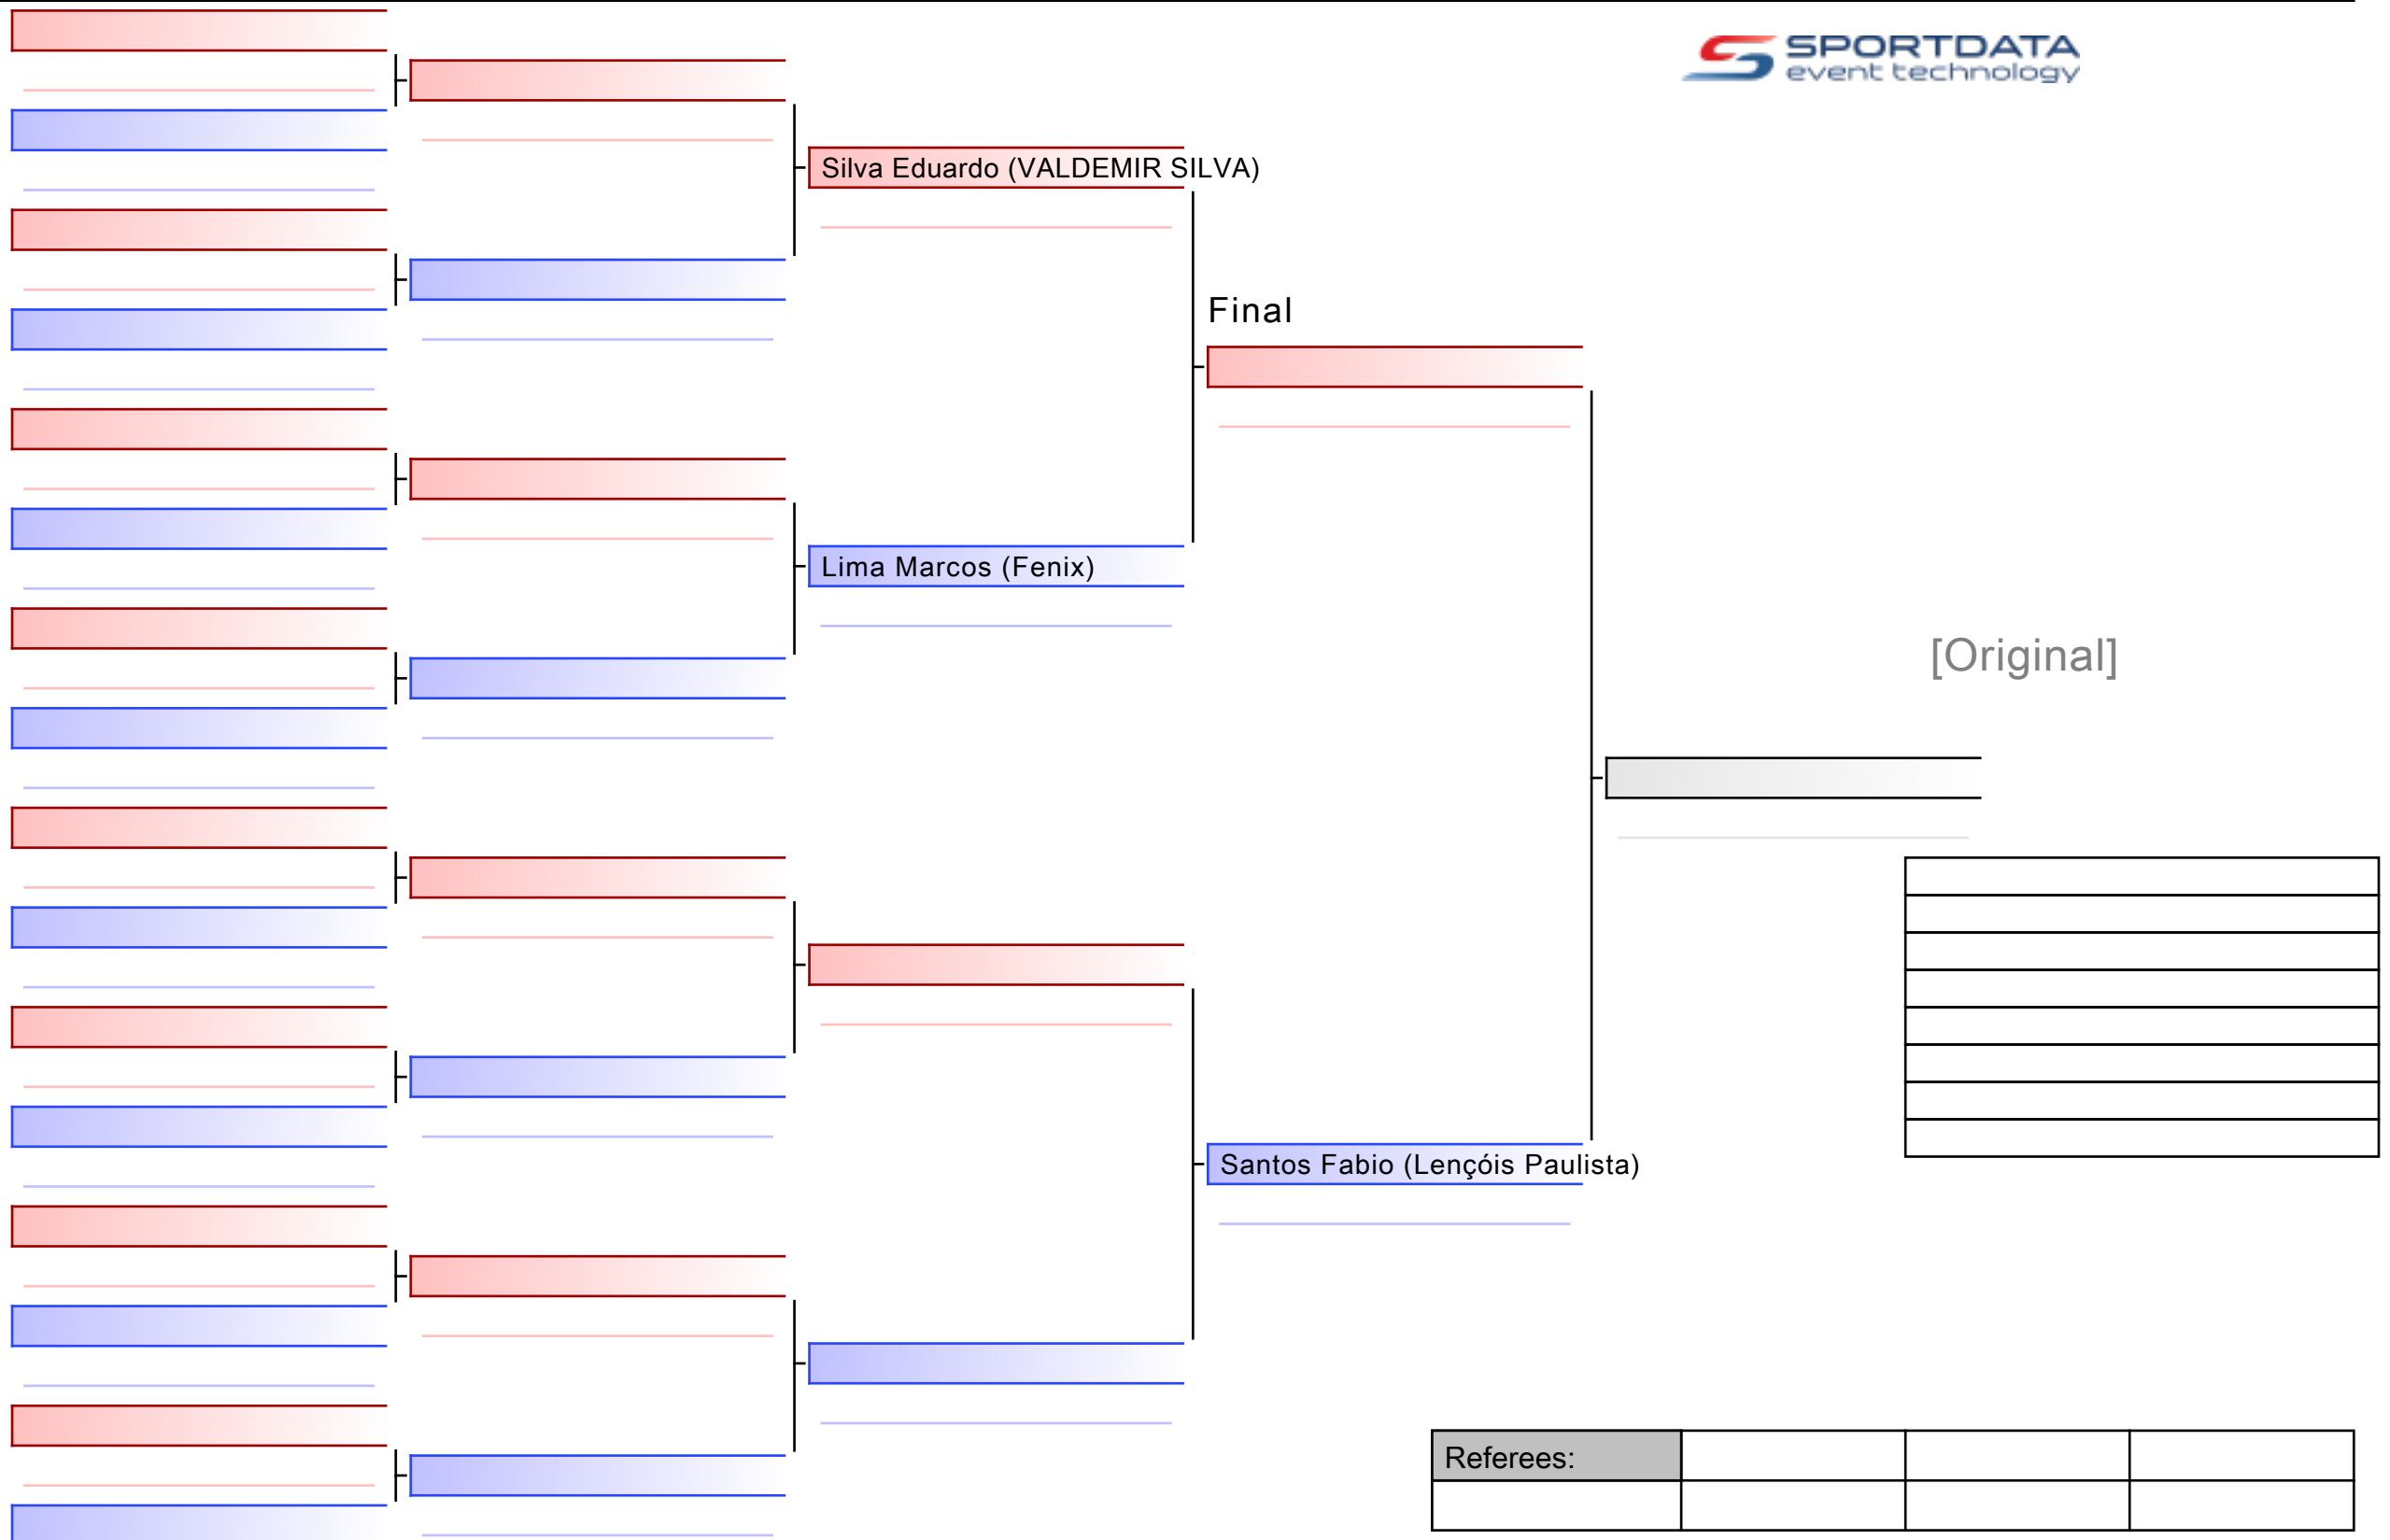 SPORTDATA
event technology
Silva Eduardo (VALDEMIR SILVA)
Final
Lima Marcos (Fenix)
[Original]
Santos Fabio (Lençóis Paulista)
Referees: